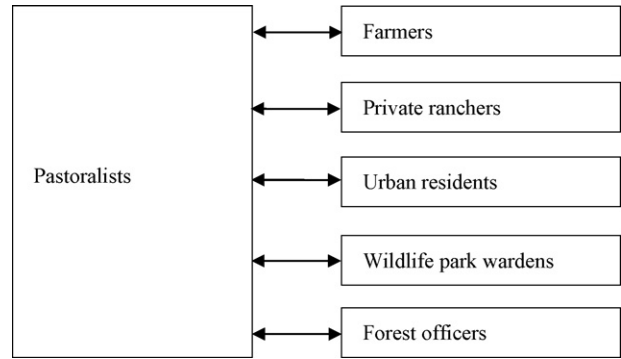 Pastoralists
Farmers
Private ranchers
Urban residents
Wildlife park wardens
Forest officers